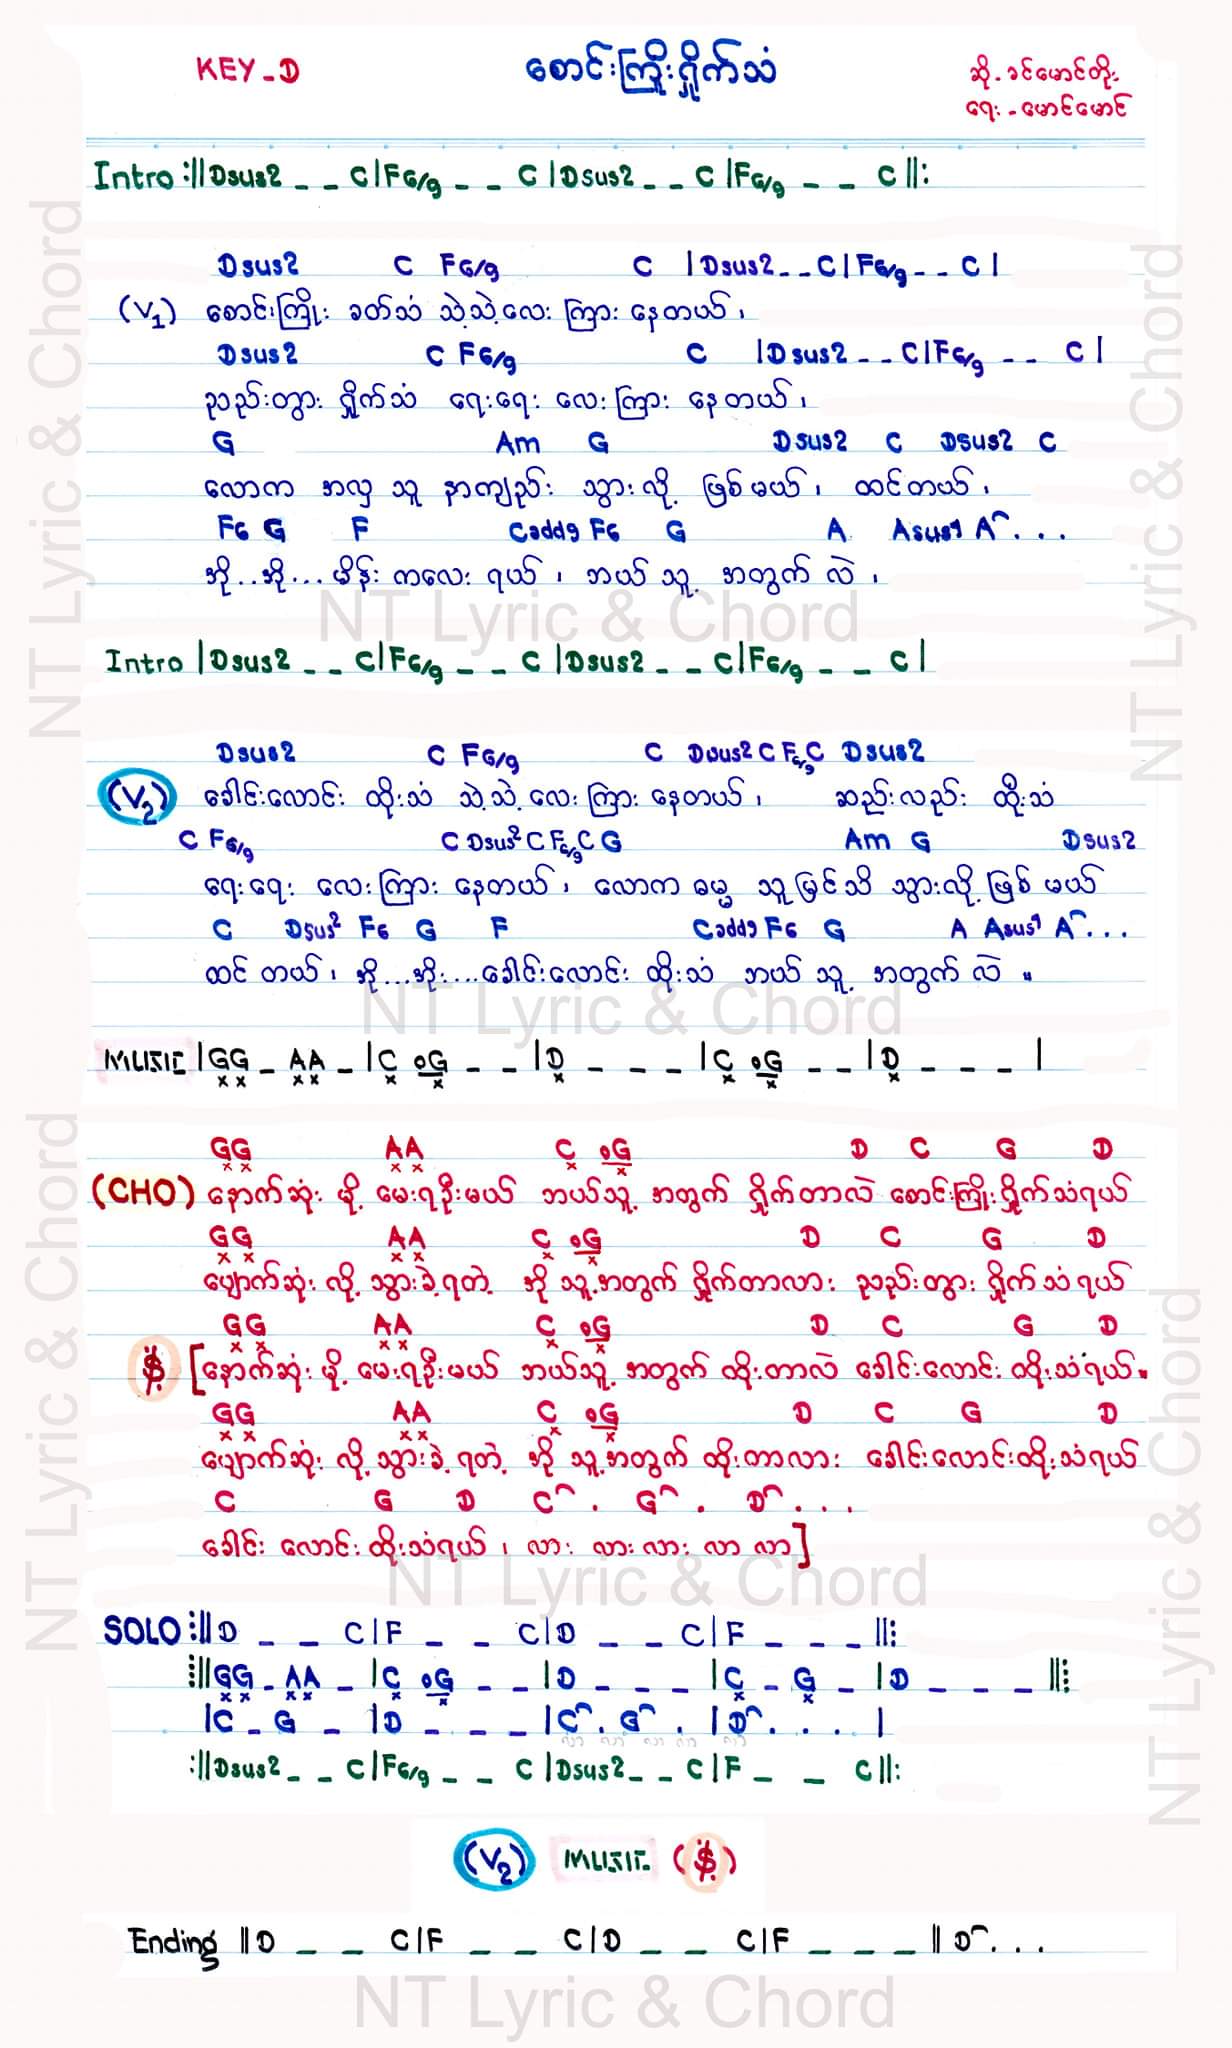 KEY - D
စောင်းကြိုးရှိုက်သံ
ဆို - ခင်မောင်တိုး
ရေး - မောင်မောင်
Intro :||Dsus2 _ _ C|F6/9 _ _ C |Dsus2 _ _ C |F6/9 _ _ C ||:
Dsus2 C F6/9 C |Dsus2 _ _ C|F6/9 _ _ C |
(V1) စောင်းကြိုး ခတ်သံ သဲ့သဲ့လေး ကြား နေတယ်၊
Dsus2 C F6/9 C |Dsus2 _ _ C|F6/9 _ _ C |
ညည်းတွား ရှိုက်သံ ရေးရေး လေးကြား နေတယ်၊
G Am G Dsus2 C Dsus2 C
လောက အလှ သူ နာကျည်း သွားလို့ ဖြစ်မယ်၊ ထင်တယ်၊
F6 G F Cadd9 F6 G A Asus4 A⌒...
အို..အို... မိန်းကလေးရယ်၊ ဘယ်သူ့ အတွက်လဲ၊
Intro |Dsus2 _ _ C|F6/9 _ _ C |Dsus2 _ _ C|F6/9 _ _ C |
Dsus2 C F6/9 C Dsus2 C F6/9 C Dsus2
(V2) ခေါင်းလောင်း ထိုးသံ သဲ့သဲ့လေး ကြား နေတယ်၊ ဆည်းလည်း ထိုးသံ
C F6/9 C Dsus2 C F6/9 C G Am G Dsus2
ရေးရေး လေးကြား နေတယ်၊ လောက ဓမ္မ သူမြင်သိ သွားလို့ဖြစ် မယ်
C Dsus2 F6 G F Cadd9 F6 G A Asus4 A⌒...
ထင် တယ်၊ အို...အိုး...ခေါင်းလောင်း ထိုးသံ ဘယ်သူ့ အတွက်လဲ ။
MUSIC |GG _ AA _ |C oG _ _ |D _ _ _ |C oG _ _ |D _ _ _ |
GG AA C oG D C G D
(CHO) နောက်ဆုံး မို့ မေးရဦးမယ် ဘယ်သူ့ အတွက် ရှိုက်တာလဲ စောင်းကြိုးရှိုက်သံရယ်
GG AA C oG D C G D
ပျောက်ဆုံး လို့ သွားခဲ့ရတဲ့ အို သူ့အတွက် ရှိုက်တာလား ညည်းတွား ရှိုက်သံရယ်
GG AA C oG D C G D
[နောက်ဆုံး မို့ မေးရဦးမယ် ဘယ်သူ့ အတွက် ထိုးတာလဲ ခေါင်းလောင်း ထိုးသံရယ်။
GG AA C oG D C G D
ပျောက်ဆုံး လို့ သွားခဲ့ရတဲ့ အို သူ့အတွက် ထိုးတာလား ခေါင်းလောင်းထိုးသံရယ်
C G D C⌒. G⌒. D⌒...
ခေါင်း လောင်း ထိုးသံရယ်၊ လား လားလား လာ လာ]
SOLO :||D _ _ C|F _ _ C|D _ _ C|F _ _ _ ||:
:||GG _ AA _ |C oG _ _ |D _ _ _ |C _ G _ |D _ _ _ ||:
|C _ G _ |D _ _ _ |C⌒. G⌒. |D⌒. . . |
:||Dsus2 _ _ C|F6/9 _ _ C |Dsus2 _ _ C|F _ _ C||:
(V2) MUSIC ($)
Ending ||D _ _ C|F _ _ C|D _ _ C|F _ _ _ || D⌒...
NT Lyric & Chord
NT Lyric & Chord
NT Lyric & Chord
NT Lyric & Chord
NT Lyric & Chord
NT Lyric & Chord
NT Lyric & Chord
NT Lyric & Chord